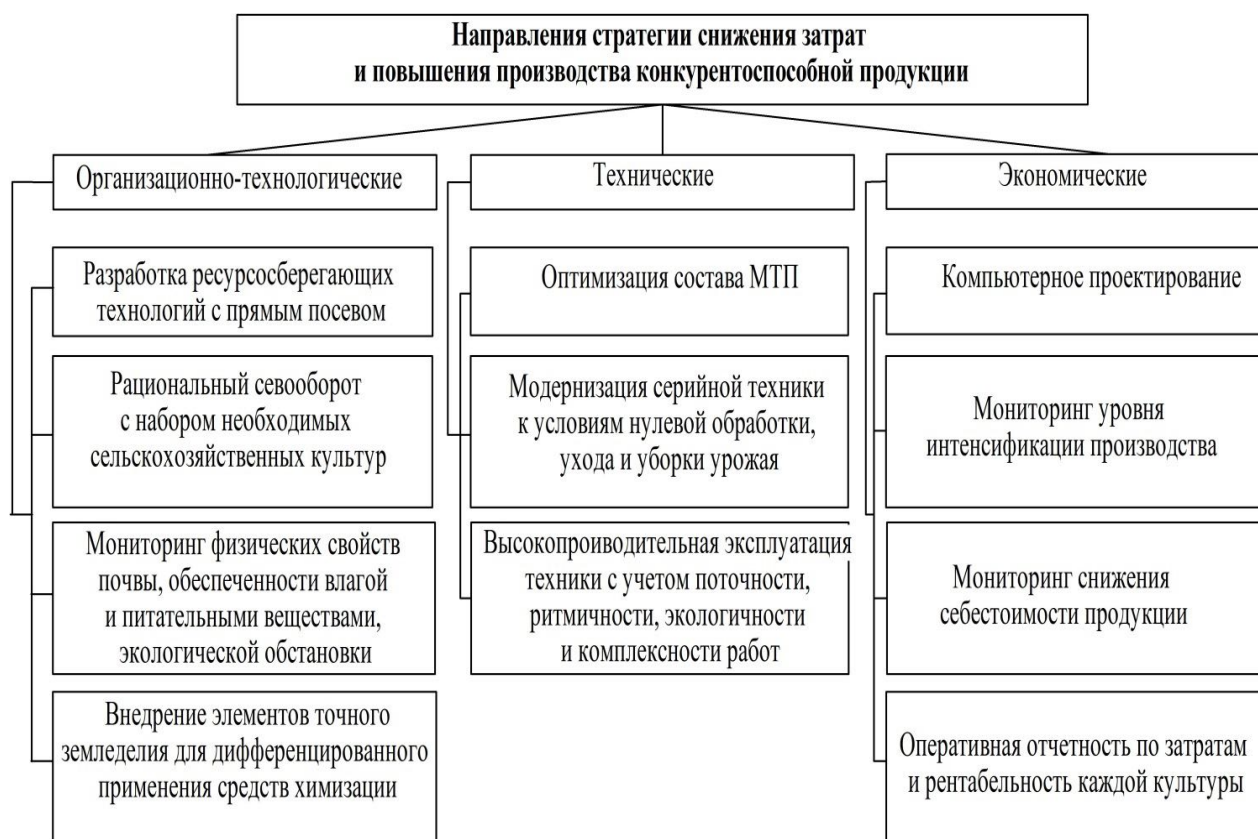 Направления стратегии снижения затрат
и повышения производства конкурентоспособной продукции
Организационно-технологические
Разработка ресурсосберегающих
технологий с прямым посевом
Рациональный севооборот
с набором необходимых
сельскохозяйственных культур
Мониторинг физических свойств
почвы, обеспеченности влагой
и питательными веществами,
экологической обстановки
Внедрение элементов точного
земледелия для дифференцированного
применения средств химизации
Технические
Оптимизация состава МТП
Модернизация серийной техники
к условиям нулевой обработки,
ухода и уборки урожая
Высокопроиводительная эксплуатация
техники с учетом поточности,
ритмичности, экологичности
и комплексности работ
Экономические
Компьютерное проектирование
Мониторинг уровня
интенсификации производства
Мониторинг снижения
себестоимости продукции
Оперативная отчетность по затратам
и рентабельность каждой культуры